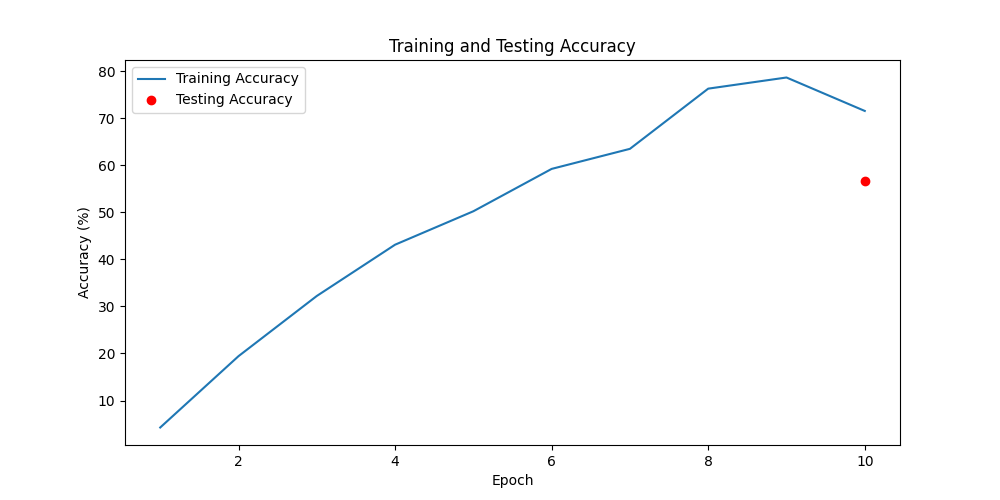 Training and Testing Accuracy
Training Accuracy
Testing Accuracy
80
70
60
50
40
30
20
10
Accuracy (%)
2 4 6 8 10
Epoch